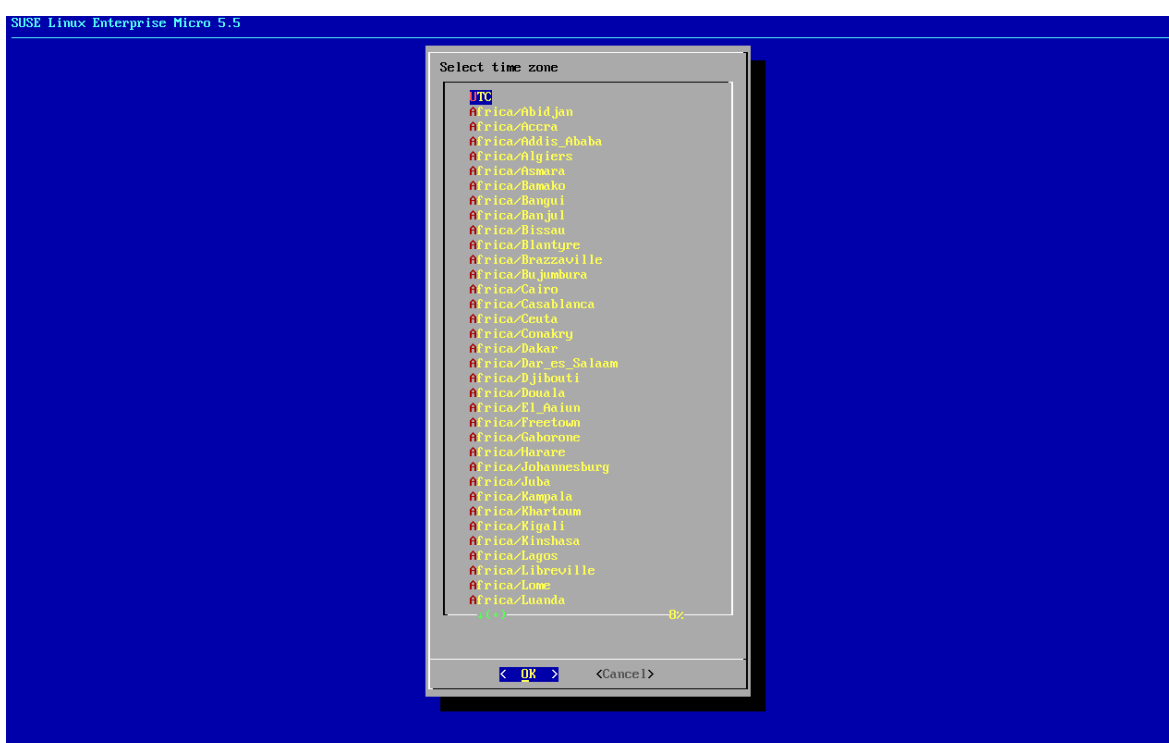 SUSE Linux Enterprise Micro 5.5
Select time zone
UTC
Africa/Abidjan
Africa/Accra
Africa/Addis_Ababa
Africa/Algiers
Africa/Asmara
Africa/Bamako
Africa/Bangui
Africa/Banjul
Africa/Bissau
Africa/Blantyre
Africa/Brazzaville
Africa/Bujumbura
Africa/Cairo
Africa/Casablanca
Africa/Ceuta
Africa/Conakry
Africa/Dakar
Africa/Dar_es_Salaam
Africa/Djibouti
Africa/Douala
Africa/El_Aaiun
Africa/Freetown
Africa/Gaborone
Africa/Harare
Africa/Johannesburg
Africa/Juba
Africa/Kampala
Africa/Khartoum
Africa/Kigali
Africa/Kinshasa
Africa/Lagos
Africa/Libreville
Africa/Lome
Africa/Luanda
8%
< OK > <Cancel>